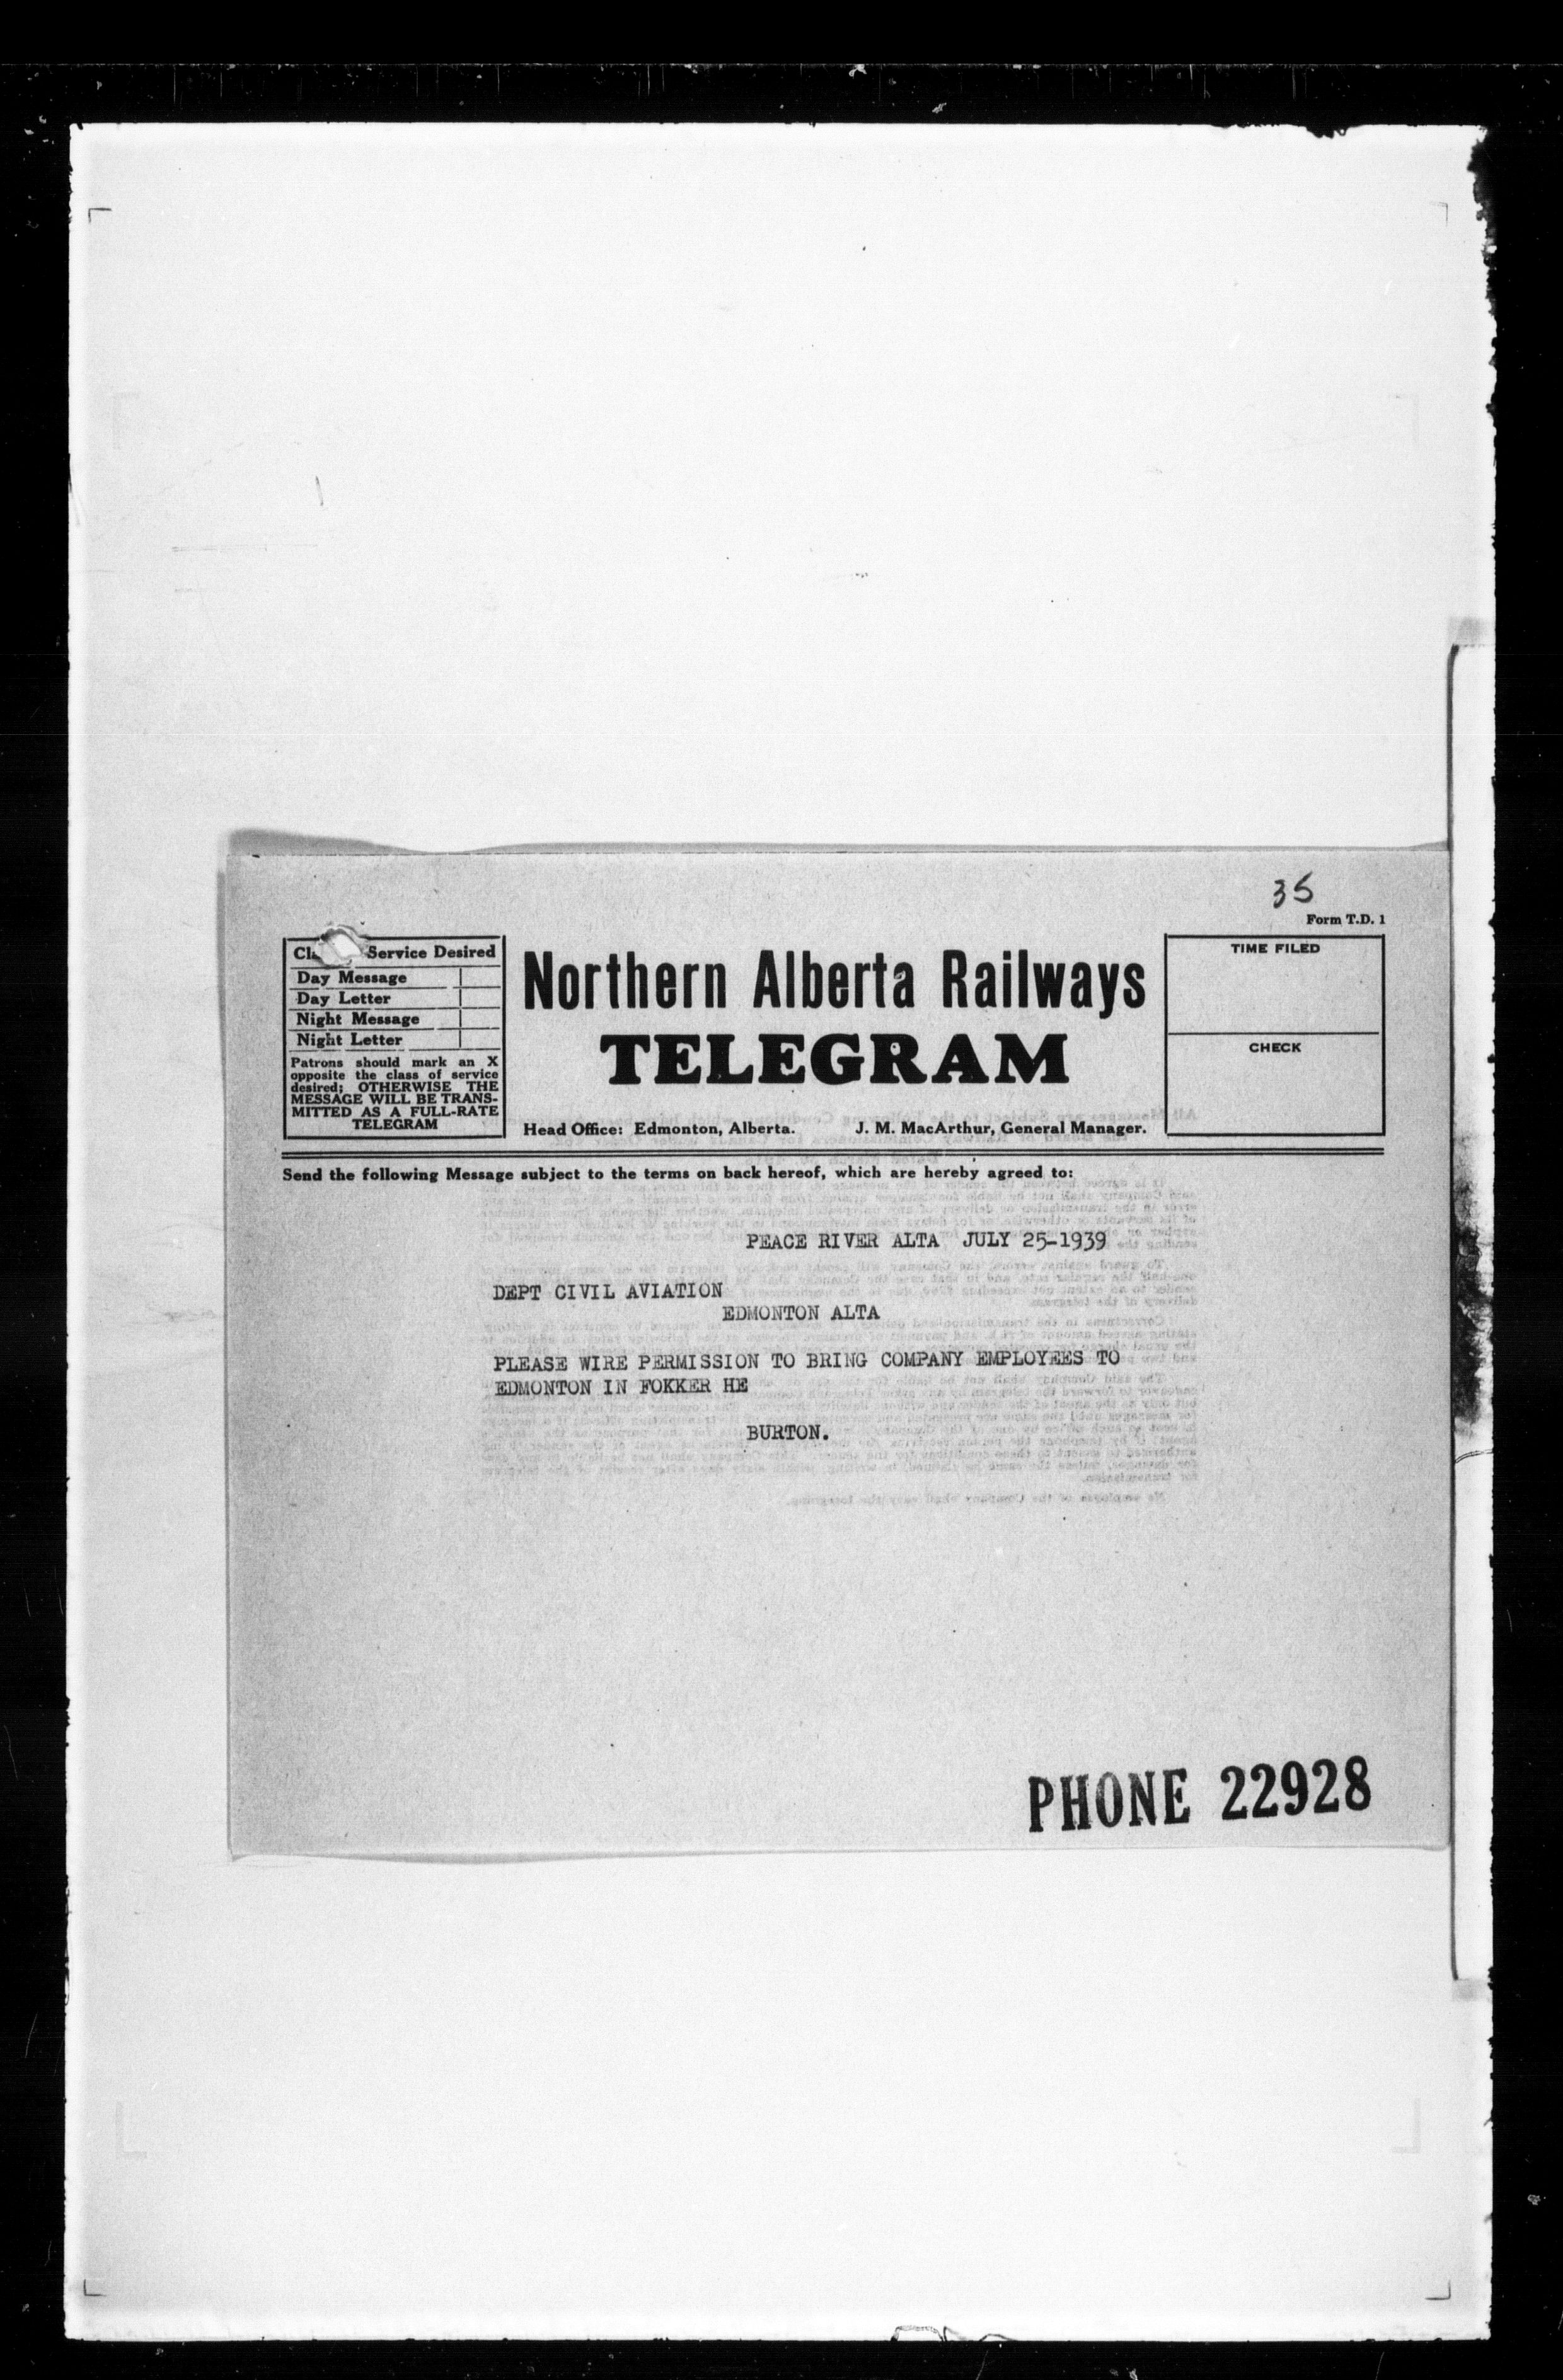 35
Form T.D. 1
Service Desired
Day Message
Day Letter
Night Message
Night Letter
Patrons should mark an X
opposite the class of service
desired; OTHERWISE THE
MESSAGE WILL BE TRANS-
MITTED AS A FULL-RATE
TELEGRAM
Northern Alberta Railways
TELEGRAM
Head Office: Edmonton, Alberta. J. M. MacArthur, General Manager.
TIME FILED
CHECK
Send the following Message subject to the terms on back hereof, which are hereby agreed to:
PEACE RIVER ALTA JULY 25-1939
DEPT CIVIL AVIATION
EDMONTON ALTA
PLEASE WIRE PERMISSION TO BRING COMPANY EMPLOYEES TO
EDMONTON IN FOKKER HE
BURTON.
PHONE 22928